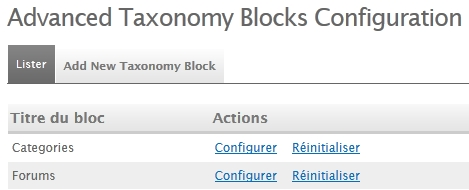 Advanced Taxonomy Blocks Configuration
Lister Add New Taxonomy Block
Titre du bloc Actions
Categories Configurer Réinitialiser
Forums Configurer Réinitialiser